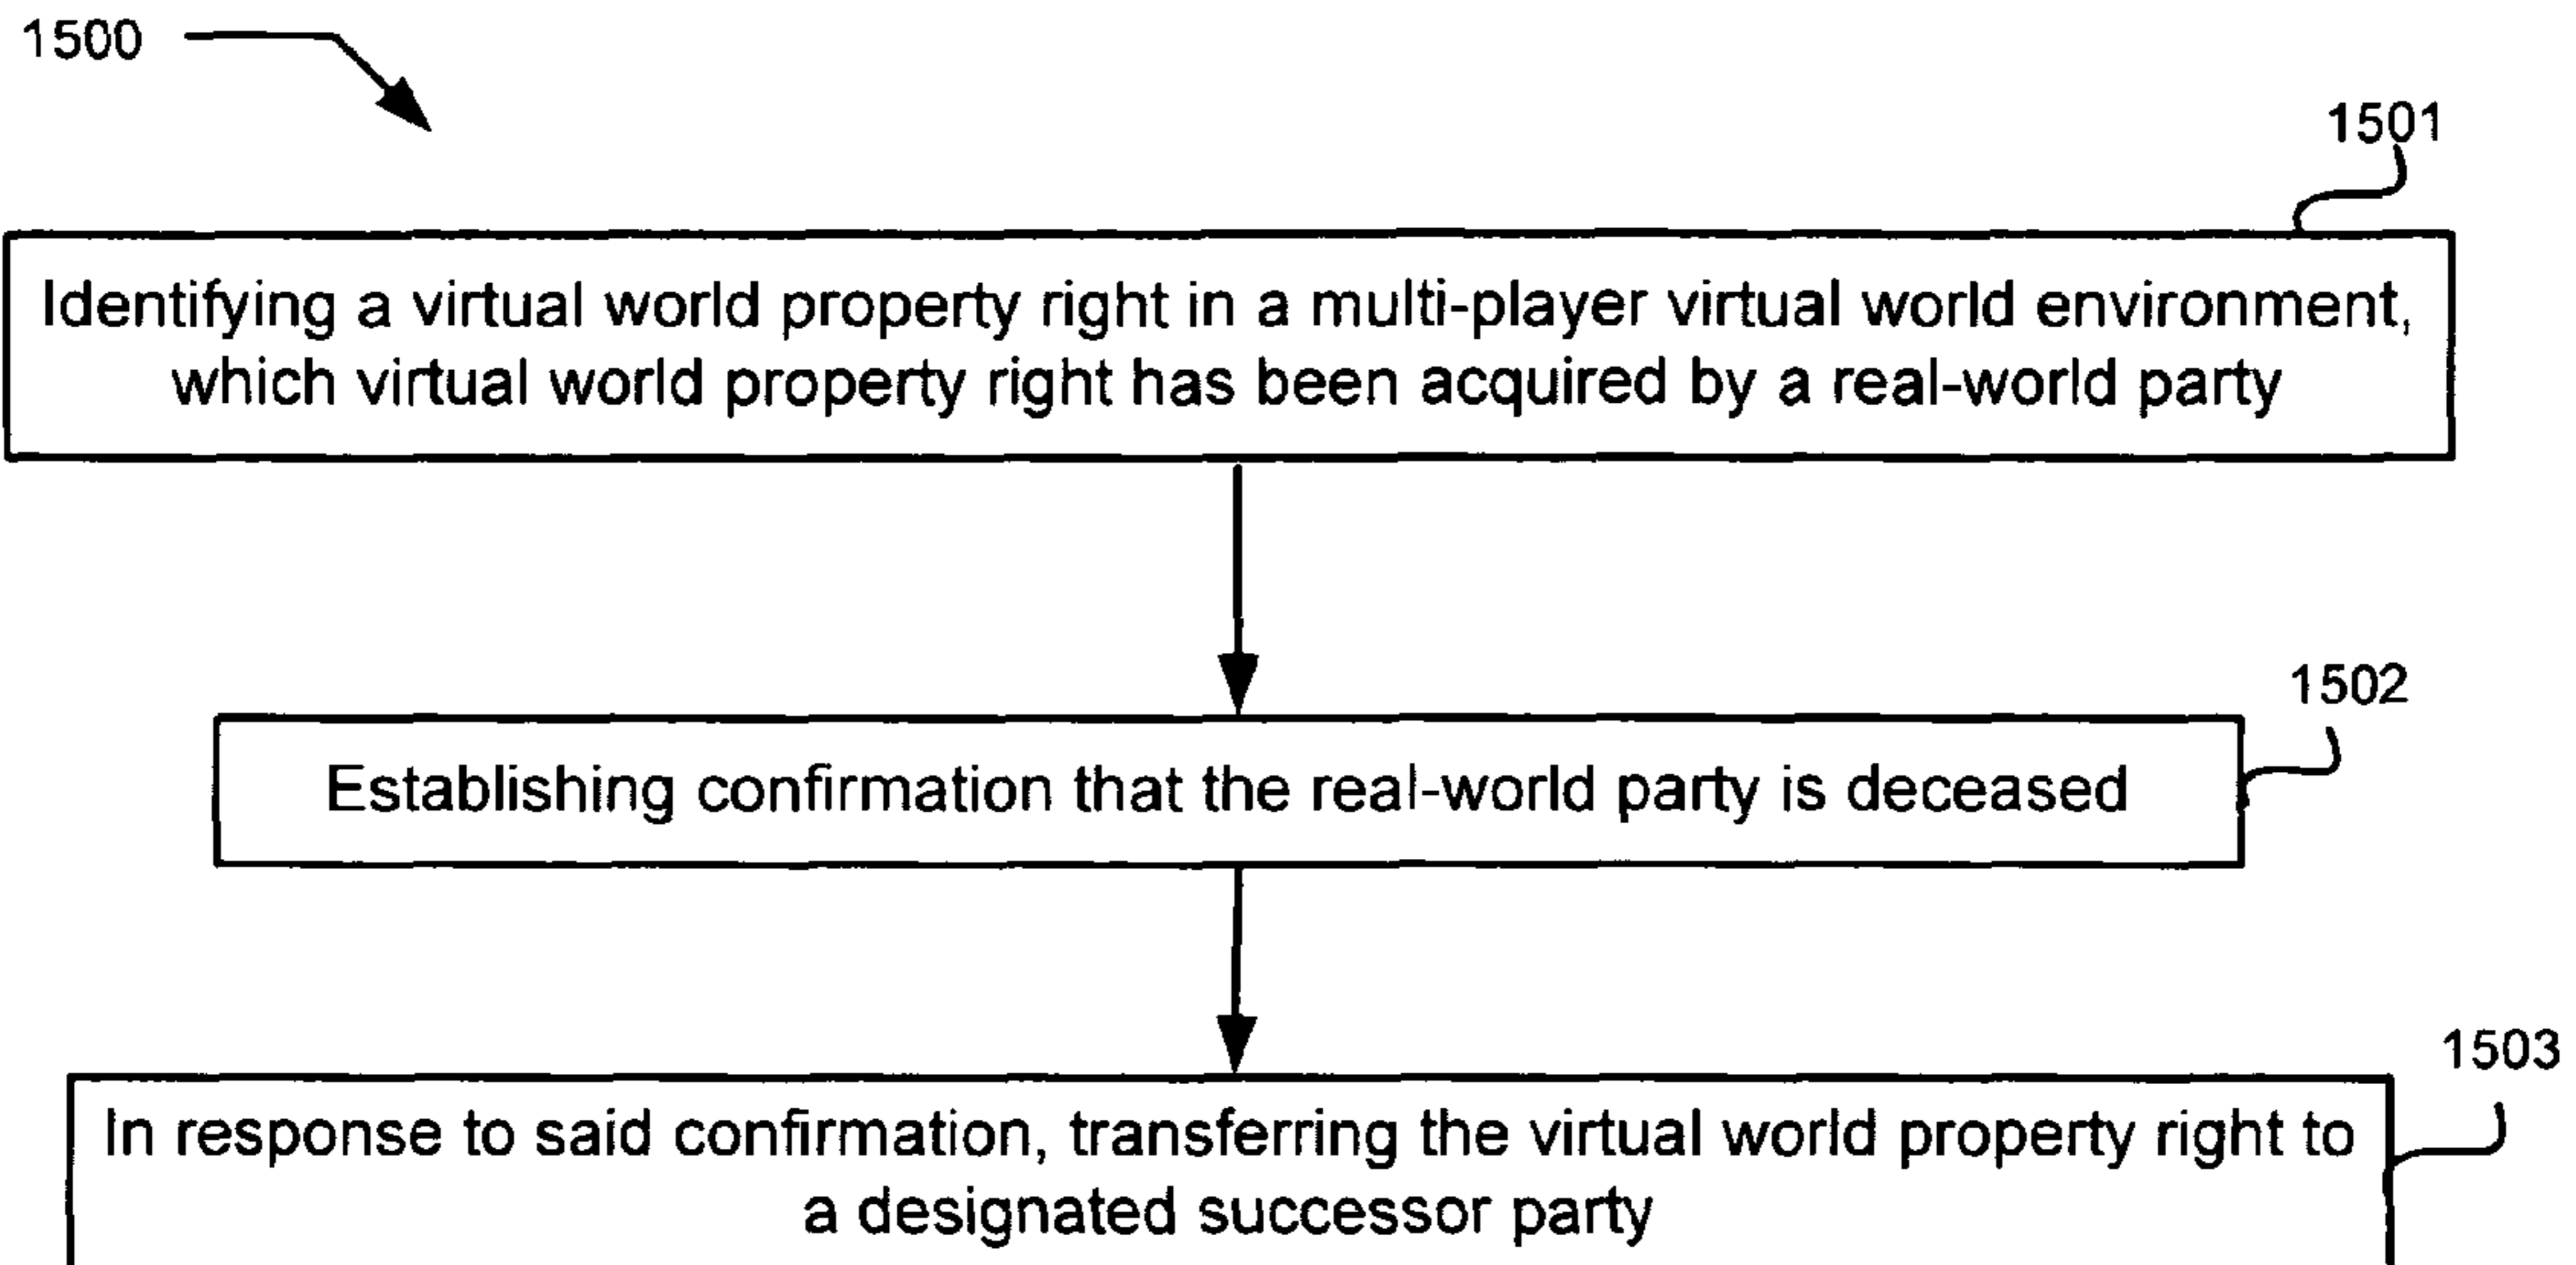 1500
1501
Identifying a virtual world property right in a multi-player virtual world environment,
which virtual world property right has been acquired by a real-world party
1502
Establishing confirmation that the real-world party is deceased
1503
In response to said confirmation, transferring the virtual world property right to
a designated successor party